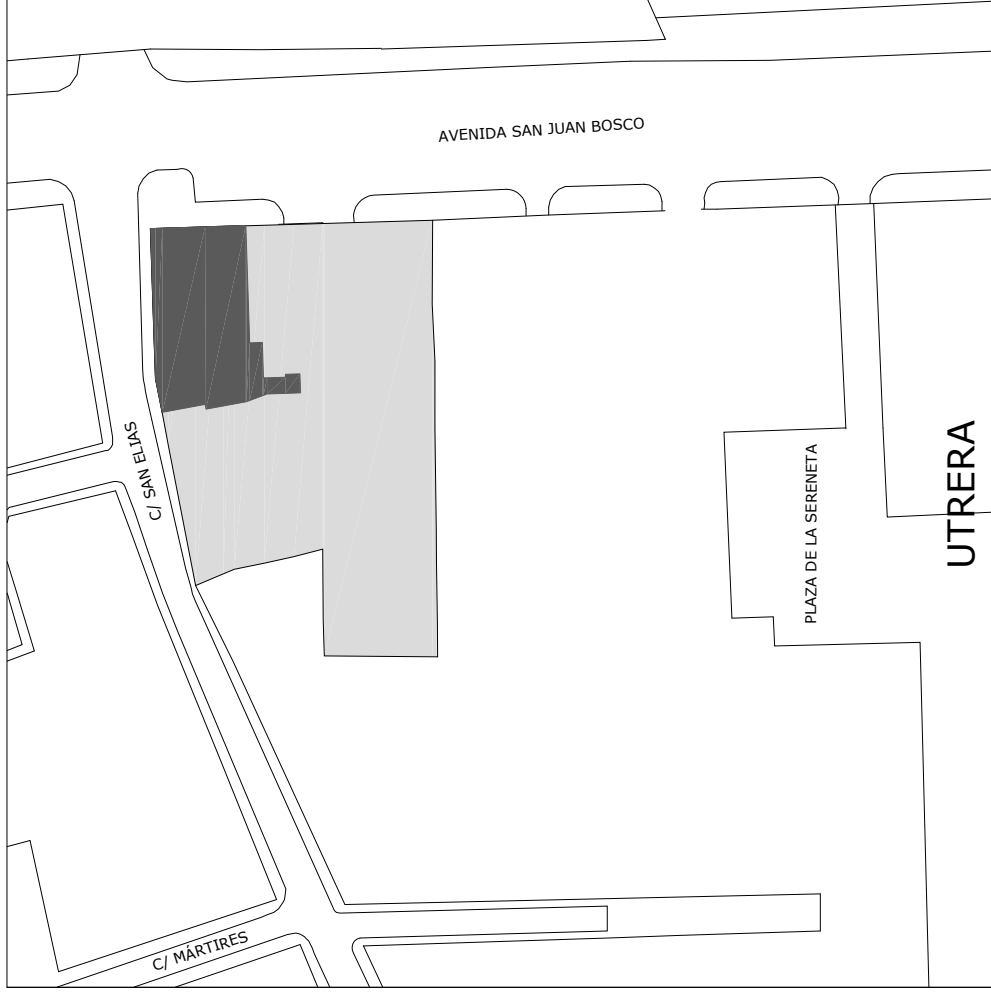 AVENIDA SAN JUAN BOSCO
C/ SAN ELIAS
PLAZA DE LA SERENETA
UTRERA
C/ MÁRTIRES